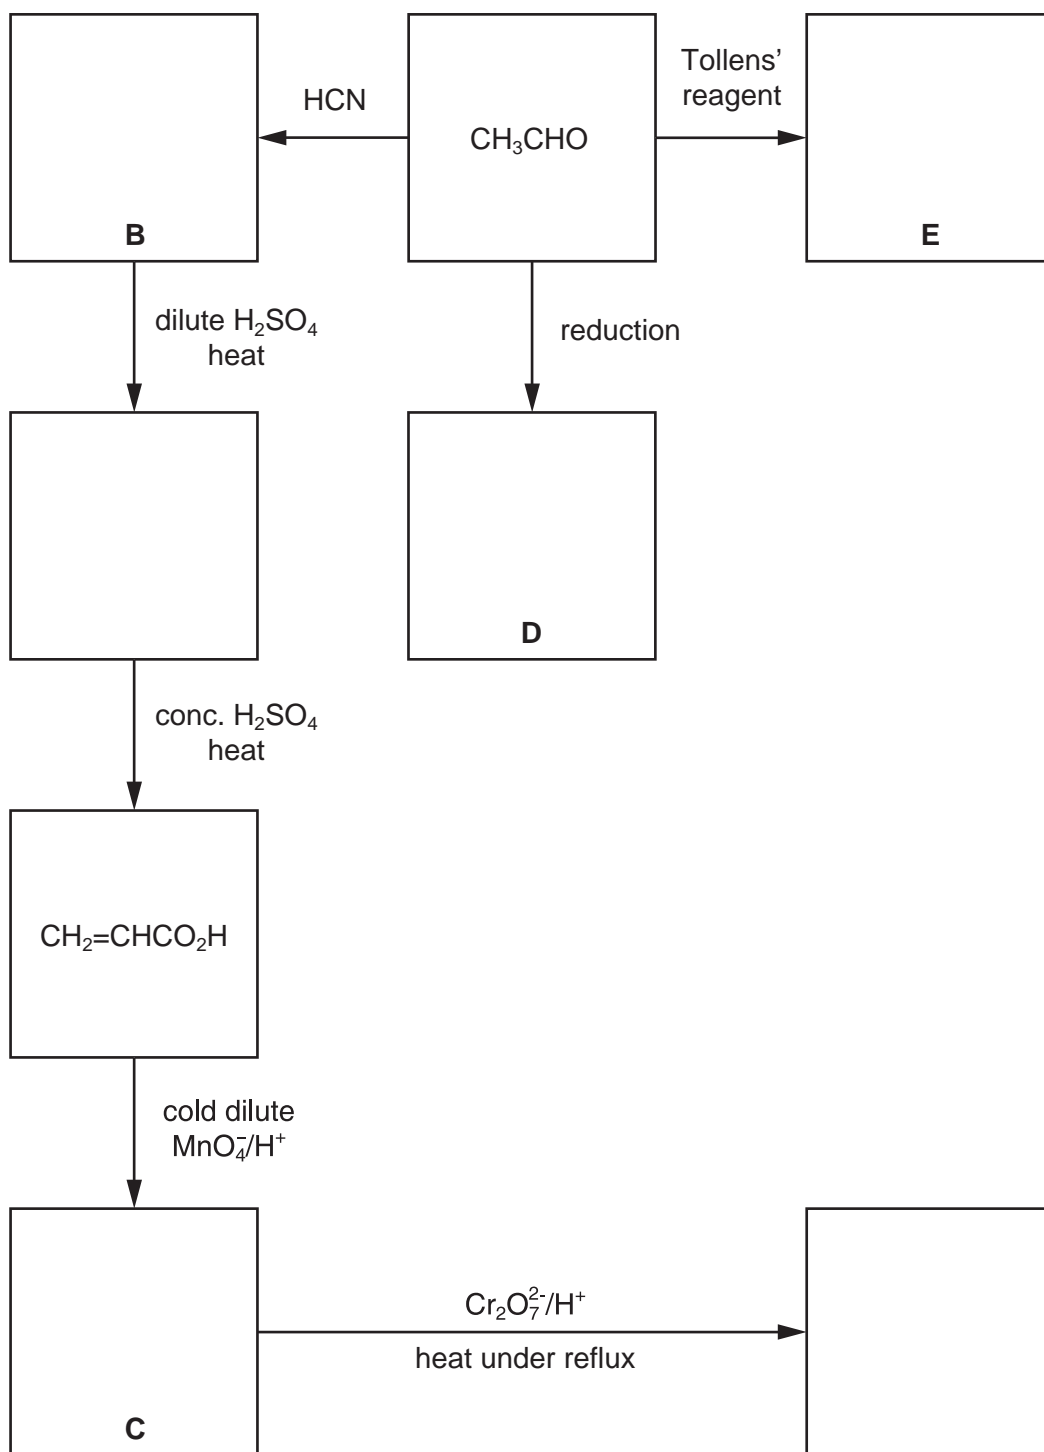 HCN
CH₃CHO
Tollens’
reagent
B
E
dilute H₂SO₄
heat
reduction
D
conc. H₂SO₄
heat
CH₂=CHCO₂H
cold dilute
MnO₄⁻/H⁺
Cr₂O₇²⁻/H⁺
heat under reflux
C